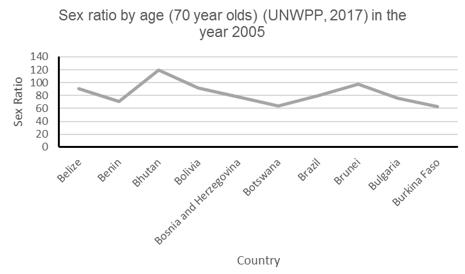 Sex ratio by age (70 year olds) (UNWPP, 2017) in the
year 2005
140
120
100
80
60
40
20
0
Sex Ratio
Belize
Benin
Bhutan
Bolivia
Bosnia and Herzegovina
Botswana
Brazil
Brunei
Bulgaria
Burkina Faso
Country